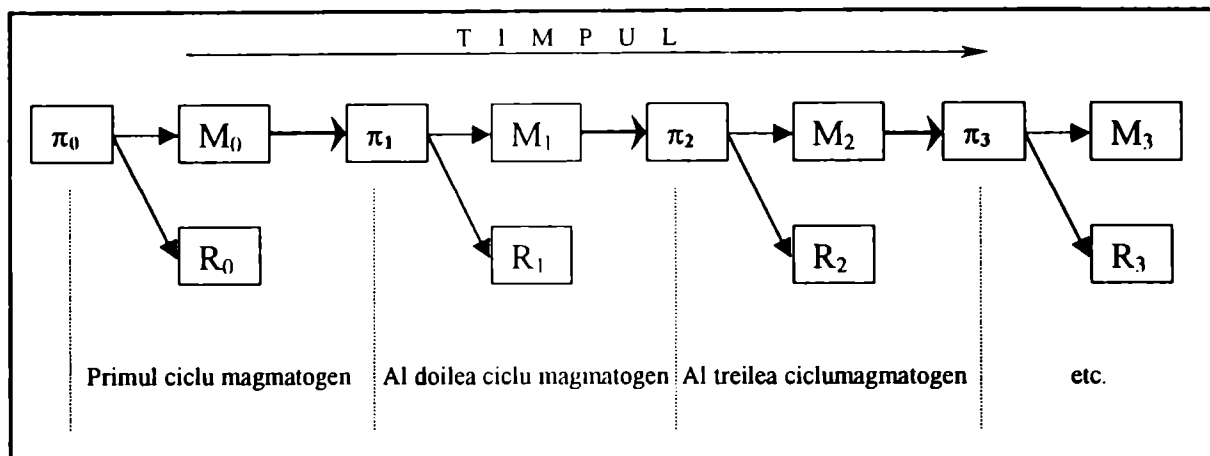 T I M P U L
π₀ M₀ π₁ M₁ π₂ M₂ π₃ M₃
R₀ R₁ R₂ R₃
Primul ciclu magmatogen Al doilea ciclu magmatogen Al treilea ciclumagmatogen etc.